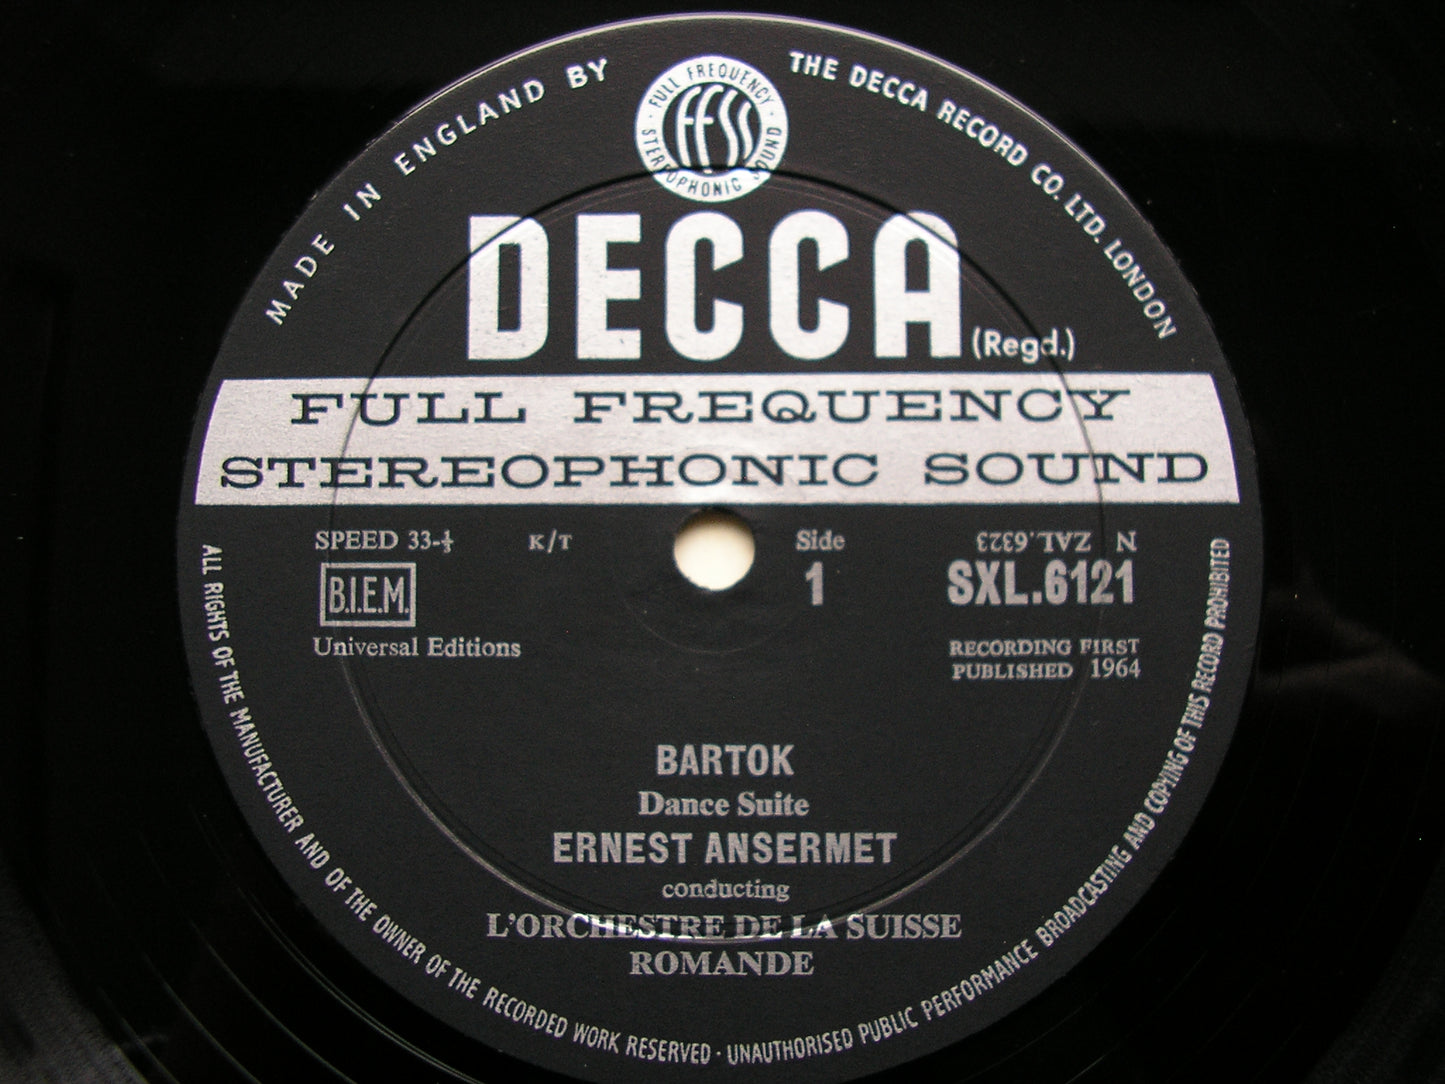 MADE IN ENGLAND BY
THE DECCA RECORD CO. LTD. LONDON
FULL FREQUENCY
FFSS
STEREOPHONIC SOUND
DECCA
(Regd.)
FULL FREQUENCY
STEREOPHONIC SOUND
SPEED 33-⅓ K/T Side N ZAL.6323
B.I.E.M. 1 SXL.6121
Universal Editions RECORDING FIRST
PUBLISHED 1964
BARTOK
Dance Suite
ERNEST ANSERMET
conducting
L'ORCHESTRE DE LA SUISSE
ROMANDE
ALL RIGHTS OF THE MANUFACTURER AND OF THE OWNER OF THE RECORDED WORK RESERVED · UNAUTHORISED PUBLIC PERFORMANCE BROADCASTING AND COPYING OF THIS RECORD PROHIBITED